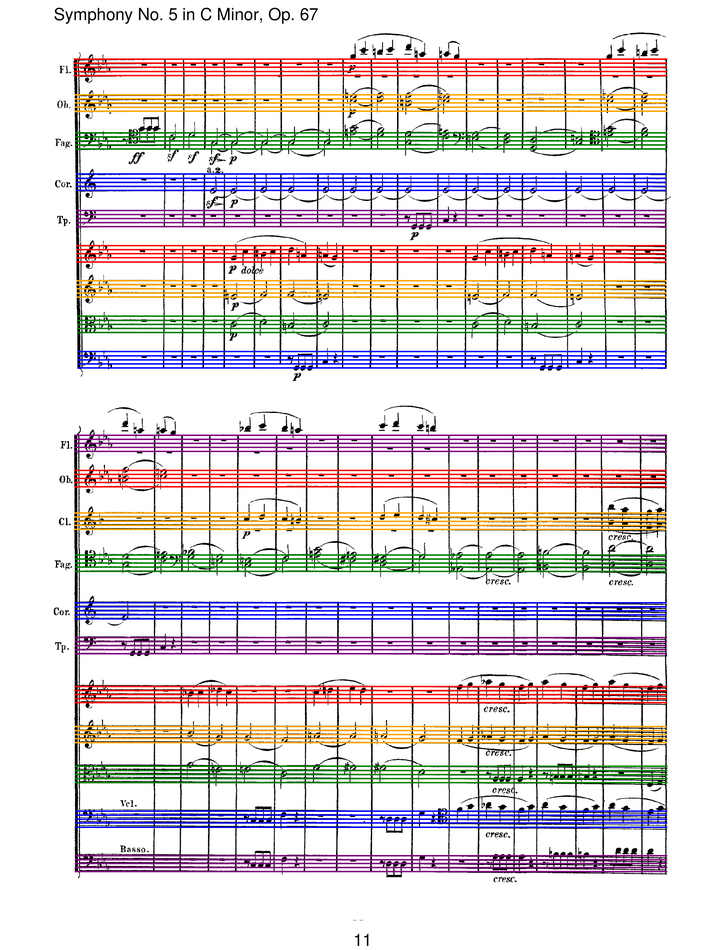 Symphony No. 5 in C Minor, Op. 67
Fl.
p
Ob.
p
Fag.
ff sf sf sf p
a.2.
Cor.
sf p
Tp.
p
p dolce
p
p
p
Fl.
Ob.
Cl.
p cresc.
Fag.
cresc. cresc.
Cor.
Tp.
cresc.
cresc.
cresc.
Vcl.
cresc.
Basso.
cresc.
11